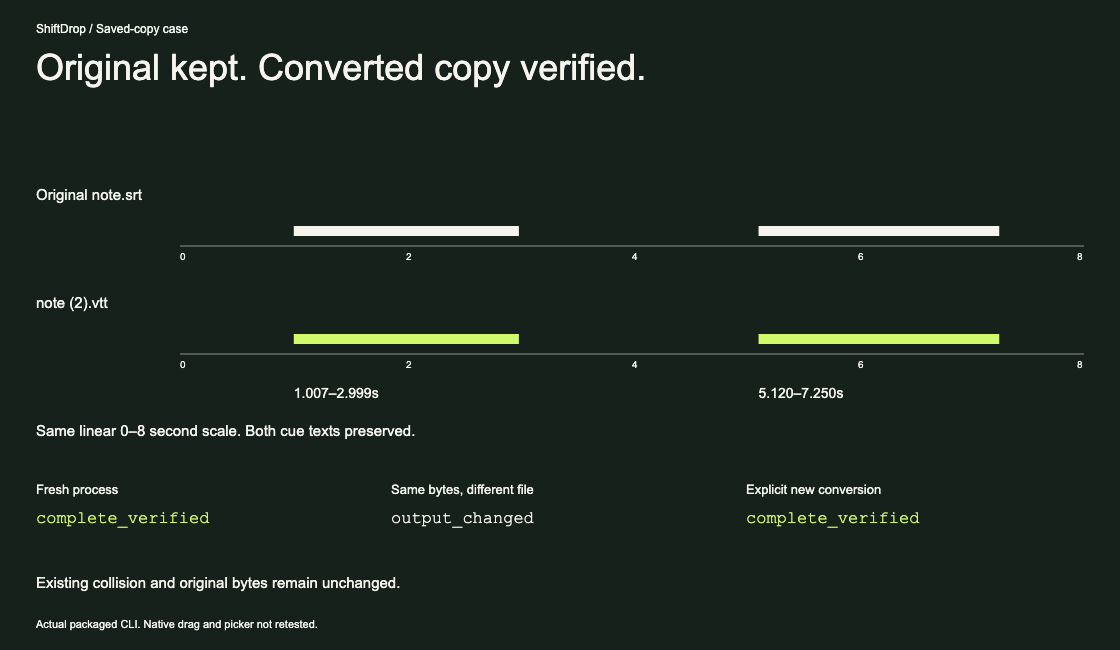 ShiftDrop / Saved-copy case
Original kept. Converted copy verified.
Original note.srt
0 2 4 6 8
note (2).vtt
0 2 4 6 8
1.007–2.999s 5.120–7.250s
Same linear 0–8 second scale. Both cue texts preserved.
Fresh process Same bytes, different file Explicit new conversion
complete_verified output_changed complete_verified
Existing collision and original bytes remain unchanged.
Actual packaged CLI. Native drag and picker not retested.